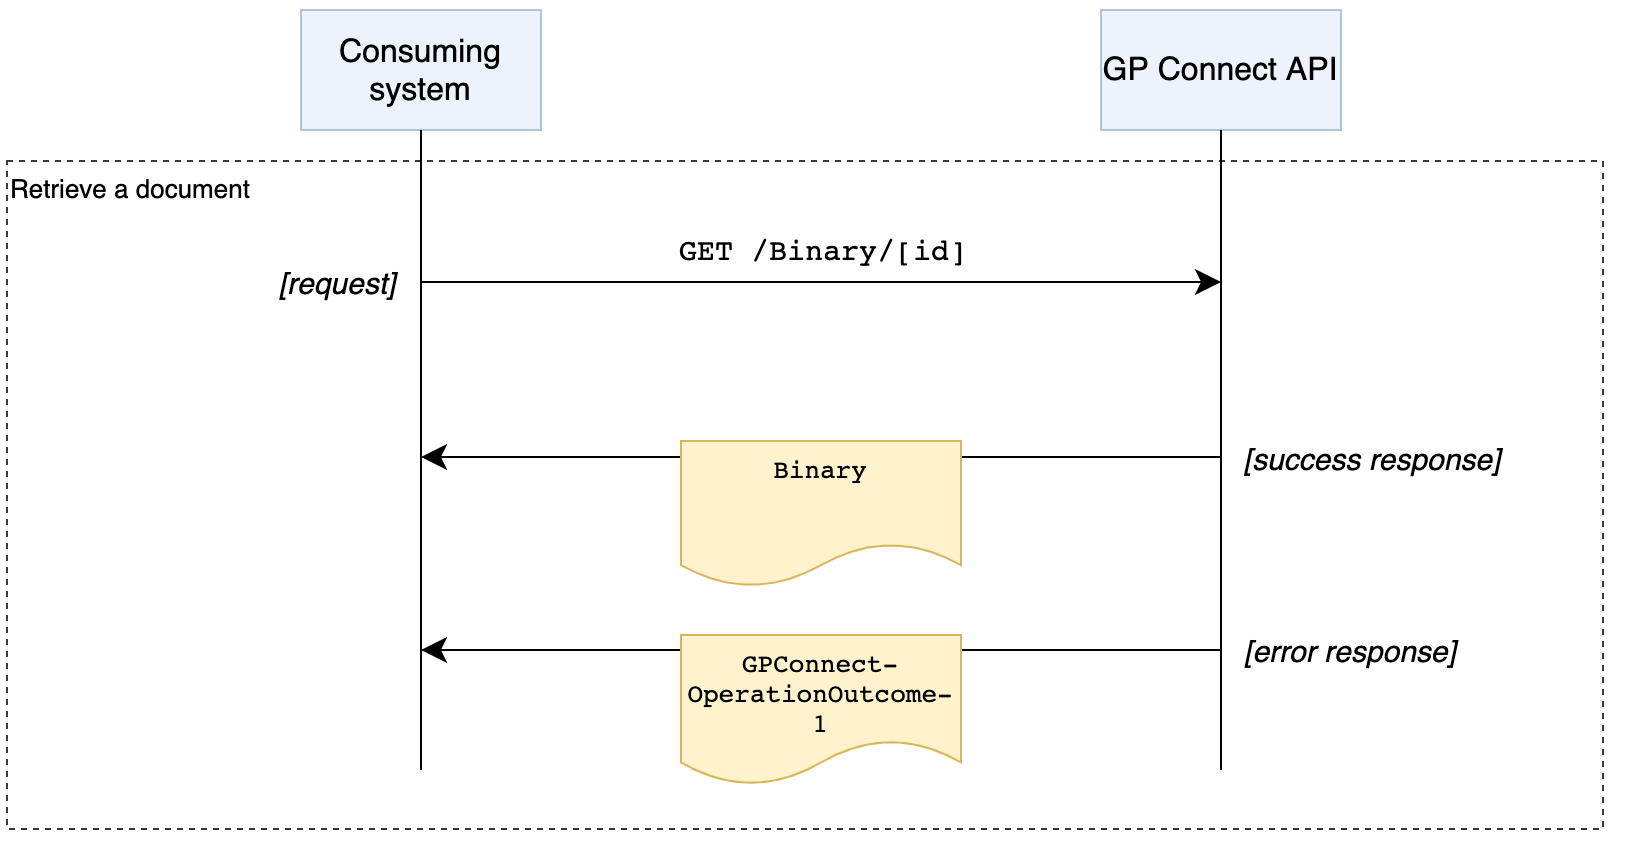 Consuming
system
GP Connect API
Retrieve a document
GET /Binary/[id]
[request]
Binary
[success response]
GPConnect-
OperationOutcome-
1
[error response]